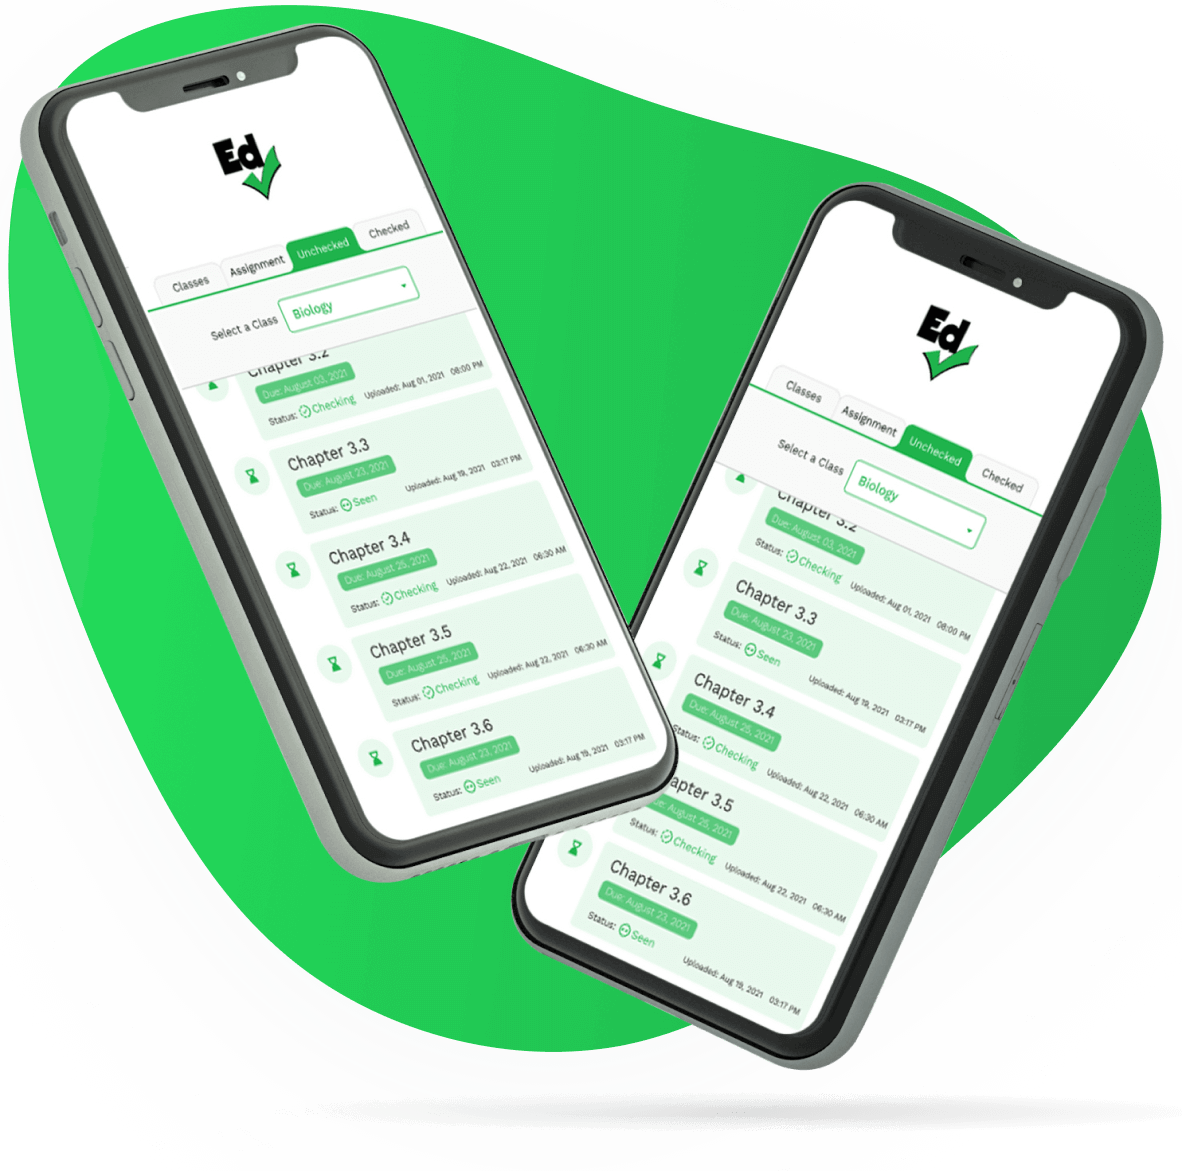 Ed
Classes Assignment Unchecked Checked
Select a Class Biology
Chapter 3.2
Due: August 03, 2021
Status: Checking Uploaded: Aug 01, 2021 08:00 PM
Chapter 3.3
Due: August 23, 2021
Status: Seen Uploaded: Aug 19, 2021 03:17 PM
Chapter 3.4
Due: August 25, 2021
Status: Checking Uploaded: Aug 22, 2021 06:30 AM
Chapter 3.5
Due: August 25, 2021
Status: Checking Uploaded: Aug 22, 2021 06:30 AM
Chapter 3.6
Due: August 23, 2021
Status: Seen Uploaded: Aug 19, 2021 03:17 PM
Ed
Classes Assignment Unchecked Checked
Select a Class Biology
Chapter 3.2
Due: August 03, 2021
Status: Checking Uploaded: Aug 01, 2021 08:00 PM
Chapter 3.3
Due: August 23, 2021
Status: Seen Uploaded: Aug 19, 2021 03:17 PM
Chapter 3.4
Due: August 25, 2021
Status: Checking Uploaded: Aug 22, 2021 06:30 AM
apter 3.5
ue: August 25, 2021
Status: Checking Uploaded: Aug 22, 2021 06:30 AM
Chapter 3.6
Due: August 23, 2021
Status: Seen Uploaded: Aug 19, 2021 03:17 PM